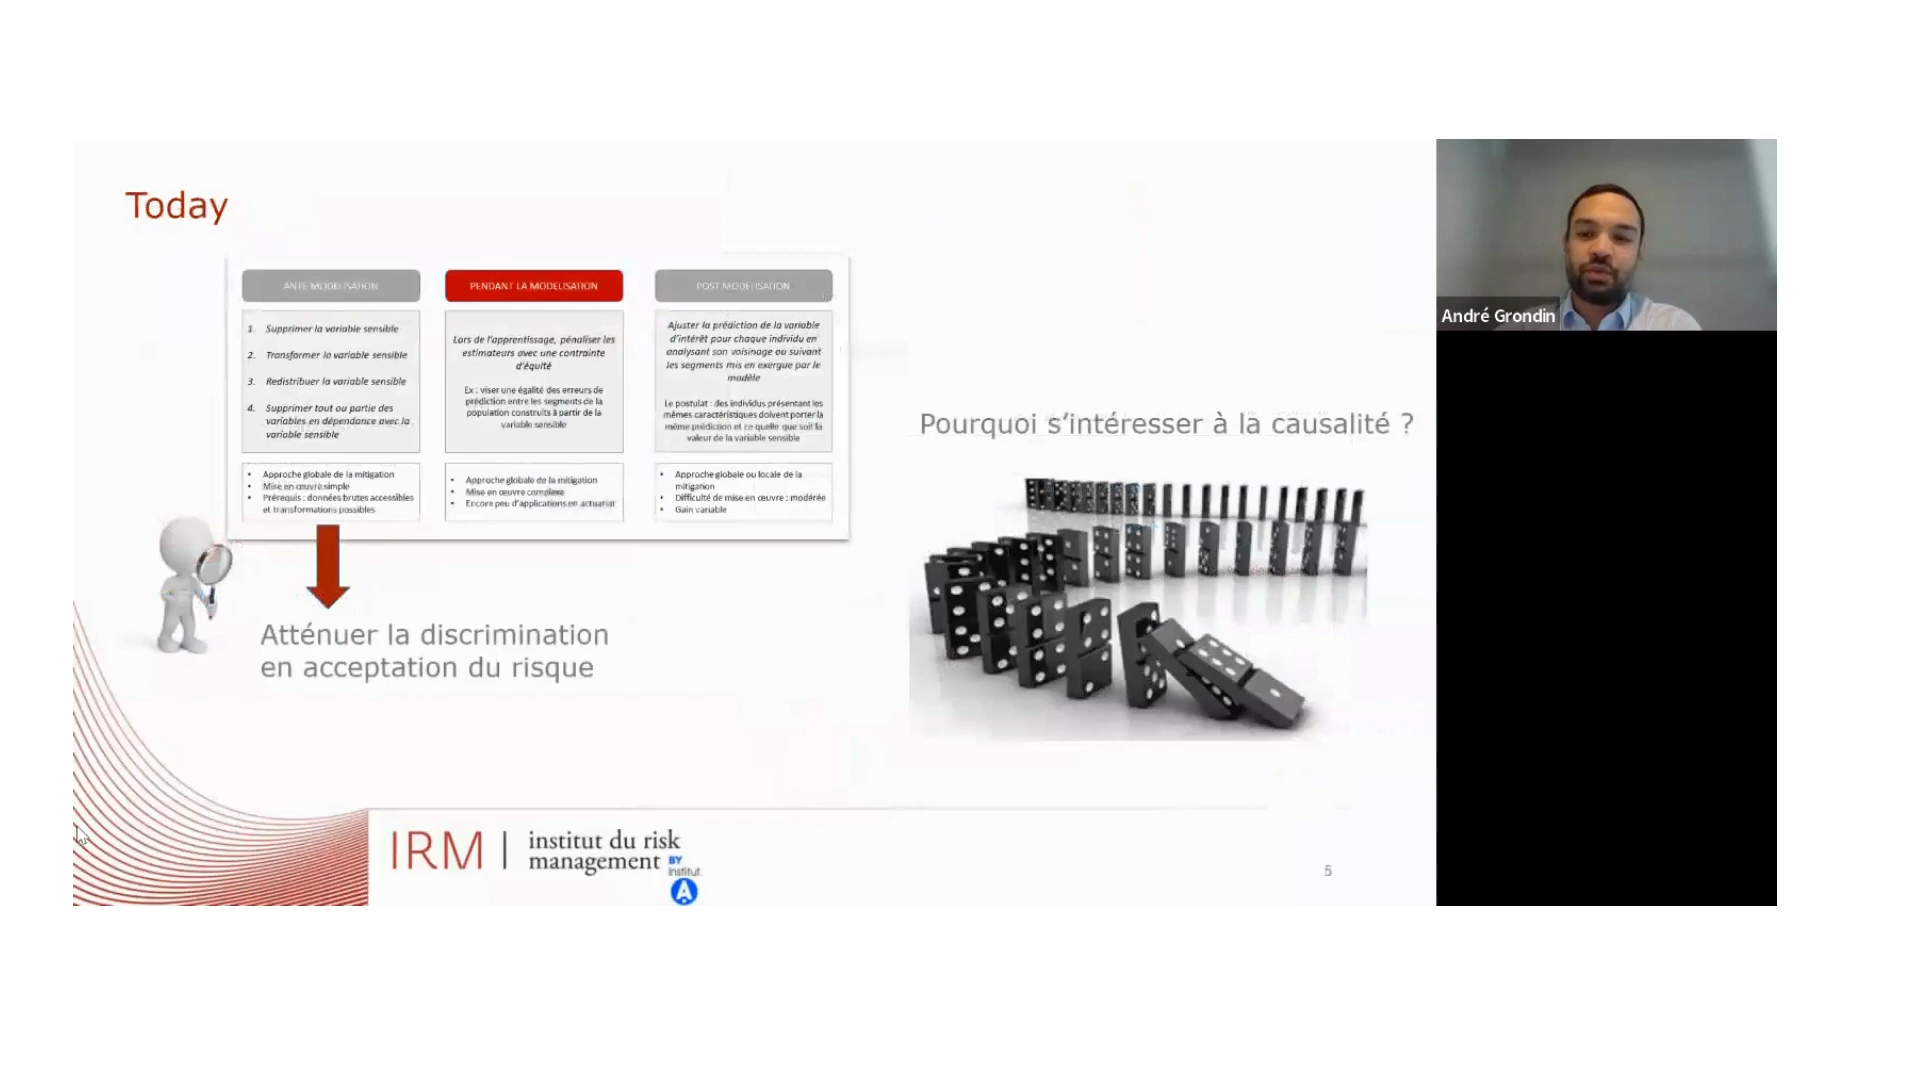 Today
ANTE MODELISATION
1. Supprimer la variable sensible
2. Transformer la variable sensible
3. Redistribuer la variable sensible
4. Supprimer tout ou partie des
variables en dépendance avec la
variable sensible
• Approche globale de la mitigation
• Mise en œuvre simple
• Prérequis : données brutes accessibles
et transformations possibles
PENDANT LA MODELISATION
Lors de l'apprentissage, pénaliser les
estimateurs avec une contrainte
d'équité
Ex : viser une égalité des erreurs de
prédiction entre les segments de la
population construits à partir de la
variable sensible
• Approche globale de la mitigation
• Mise en œuvre complexe
• Encore peu d'applications en actuariat
POST MODELISATION
Ajuster la prédiction de la variable
d'intérêt pour chaque individu en
analysant son voisinage ou suivant
les segments mis en exergue par le
modèle
Le postulat : des individus présentant les
mêmes caractéristiques doivent porter la
même prédiction et ce quelle que soit la
valeur de la variable sensible
• Approche globale ou locale de la
mitigation
• Difficulté de mise en œuvre : modérée
• Gain variable
Atténuer la discrimination
en acceptation du risque
Pourquoi s'intéresser à la causalité ?
IRM | institut du risk
management
BY
Institut
A
5
André Grondin